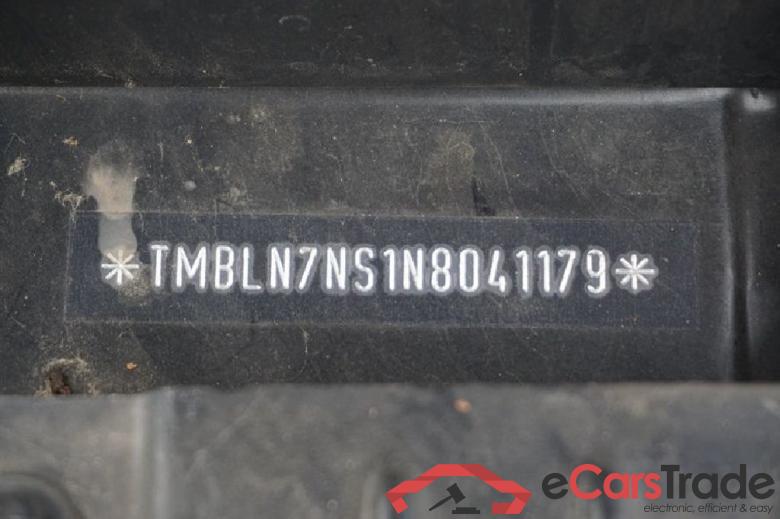 *TMBLN7NS1N8041179*
eCarsTrade
electronic, efficient & easy